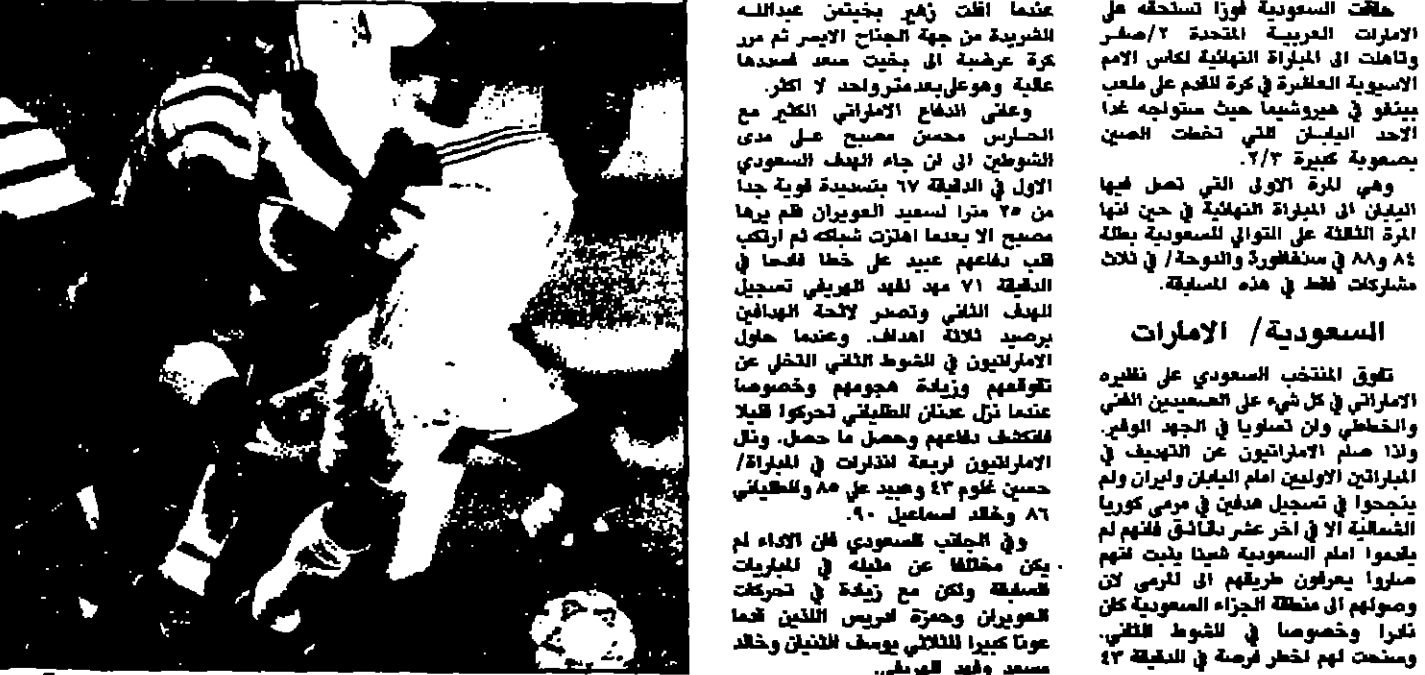 حققت السعودية فوزا تستحقه على
الامارات العربية المتحدة ٢/صفر
وتاهلت الى المباراة النهائية لكاس الامم
الاسيوية العاشرة في كرة القدم على ملعب
بينغو في هيروشيما حيث ستواجه غدا
الاحد اليابان التي تخطت الصين
بصعوبة كبيرة ٢/٣.
وهي المرة الاولى التي تصل فيها
اليابان الى المباراة النهائية في حين انها
المرة الثالثة على التوالي للسعودية بطلة
٨٤ و٨٨ في سنغافورة والدوحة/ في ثلاث
مشاركات فقط في هذه المسابقة.
السعودية/ الامارات
تفوق المنتخب السعودي على نظيره
الاماراتي في كل شيء على الصعيدين الفني
والخططي وان تساويا في الجهد الوفير.
ولذا صام الاماراتيون عن التهديف في
المباراتين الاوليين امام اليابان وايران ولم
ينجحوا في تسجيل هدفين في مرمى كوريا
الشمالية الا في اخر عشر دقائق فانهم لم
يقدموا امام السعودية شيئا يثبت انهم
صاروا يعرفون طريقهم الى المرمى لان
وصولهم الى منطقة الجزاء السعودية كان
نادرا وخصوصا في الشوط الثاني.
وسنحت لهم اخطر فرصة في الدقيقة ٤٣
عندما افلت زهير بخيت من عبدالله
الشريدة من جهة الجناح الايسر ثم مرر
كرة عرضية الى بخيت سعد فسددها
عالية وهو على بعد متر واحد لا اكثر.
وعانى الدفاع الاماراتي الكثير مع
الحارس محسن مصبح على مدى
الشوطين الى ان جاء الهدف السعودي
الاول في الدقيقة ٦٧ بتسديدة قوية جدا
من ٢٥ مترا لسعيد العويران فلم يرها
مصبح الا بعدما اهتزت شباكه ثم ارتكب
قلب دفاعهم عبيد على خطا فادحا في
الدقيقة ٧١ مهد لفهد الهريفي تسجيل
الهدف الثاني وتصدر لائحة الهدافين
برصيد ثلاثة اهداف. وعندما حاول
الاماراتيون في الشوط الثاني التخلي عن
تقوقعهم وزيادة هجومهم وخصوصا
عندما نزل عدنان الطلياني تحركوا قليلا
فانكشف دفاعهم وحصل ما حصل. ونال
الاماراتيون اربعة انذارات في المباراة/
حسين غلوم ٤٣ وعبيد علي ٨٥ والطلياني
٨٦ وخالد اسماعيل ٩٠.
وفي الجانب السعودي فان الاداء لم
يكن مختلفا عن مثيله في المباريات
السابقة ولكن مع زيادة في تحركات
العويران وحمزة ادريس اللذين قدما
عونا كبيرا للثلاثي يوسف الثنيان وخالد
مسعد وفهد الهريفي.